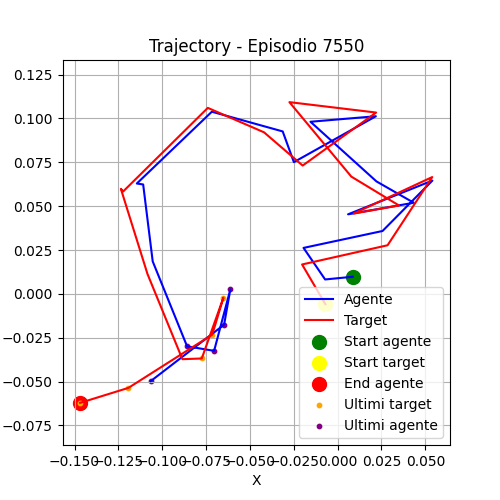 Trajectory - Episodio 7550
0.125
0.100
0.075
0.050
0.025
0.000
−0.025
−0.050
−0.075
−0.150
−0.125
−0.100
−0.075
−0.050
−0.025
0.000
0.025
0.050
X
Agente
Target
Start agente
Start target
End agente
Ultimi target
Ultimi agente